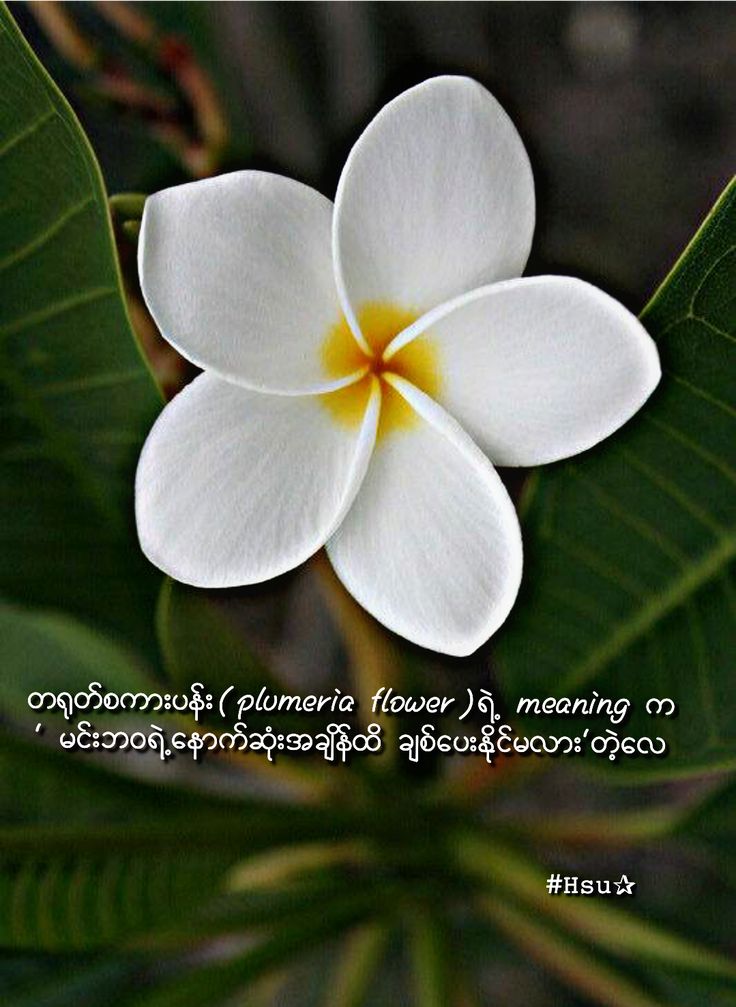 တရုတ်စကားပန်း(plumeria flower)ရဲ့ meaning က
' မင်းဘဝရဲ့နောက်ဆုံးအချိန်ထိ ချစ်ပေးနိုင်မလား'တဲ့လေ
#Hsu✰